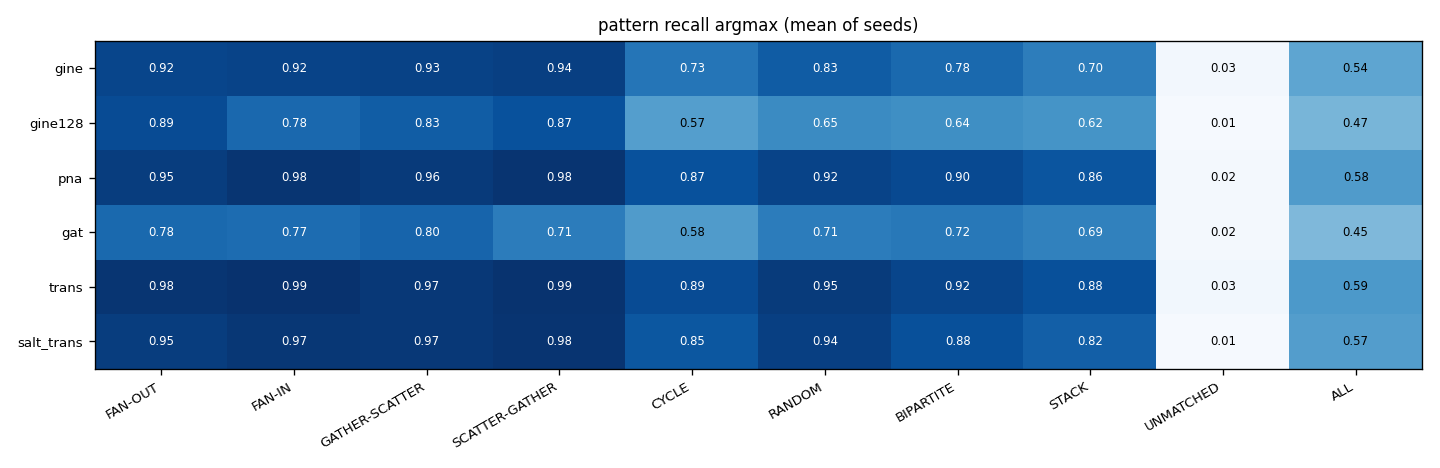 pattern recall argmax (mean of seeds)
gine 0.92 0.92 0.93 0.94 0.73 0.83 0.78 0.70 0.03 0.54
gine128 0.89 0.78 0.83 0.87 0.57 0.65 0.64 0.62 0.01 0.47
pna 0.95 0.98 0.96 0.98 0.87 0.92 0.90 0.86 0.02 0.58
gat 0.78 0.77 0.80 0.71 0.58 0.71 0.72 0.69 0.02 0.45
trans 0.98 0.99 0.97 0.99 0.89 0.95 0.92 0.88 0.03 0.59
salt_trans 0.95 0.97 0.97 0.98 0.85 0.94 0.88 0.82 0.01 0.57
FAN-OUT FAN-IN GATHER-SCATTER SCATTER-GATHER CYCLE RANDOM BIPARTITE STACK UNMATCHED ALL